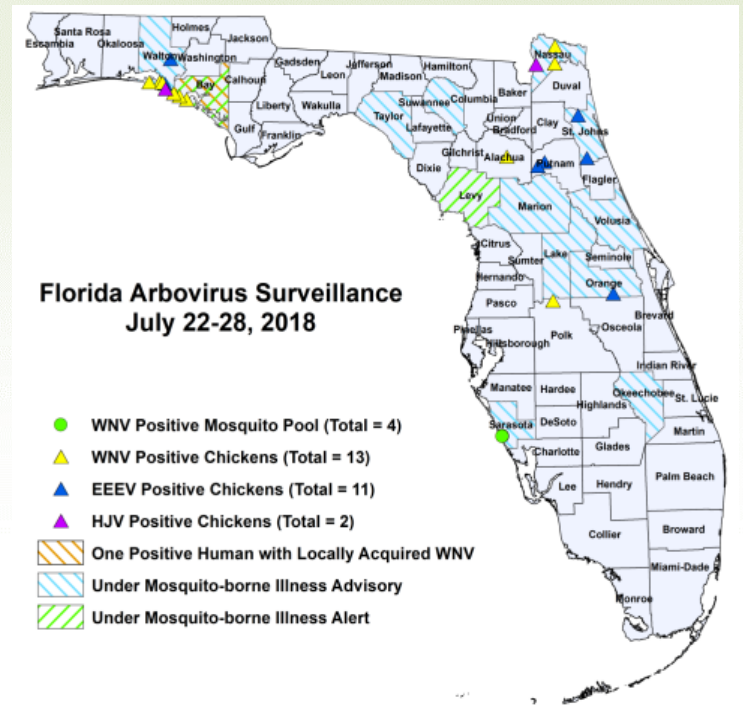 Holmes
Santa Rosa
Jackson
Essambia
Okaloosa
Walton
Washington
Gadsden
Jefferson
Hamilton
Nassau
Leon
Madison
Bay
Calhoun
Duval
Baker
Suwannee
Columbia
Liberty
Wakulla
Taylor
Union
Clay
Bradford
St. Johns
Gulf
Franklin
Lafayette
Gilchrist
Alachua
Putnam
Dixie
Flagler
Levy
Marion
Volusia
Citrus
Lake
Sumter
Seminole
Hernando
Orange
Florida Arbovirus Surveillance
July 22-28, 2018
Pasco
Brevard
Osceola
Pinellas
Polk
Hillsborough
Indian River
Manatee
Hardee
Okeechobee
St. Lucie
Highlands
Sarasota
DeSoto
Martin
Charlotte
Glades
Lee
Hendry
Palm Beach
Collier
Broward
Miami-Dade
Monroe
WNV Positive Mosquito Pool (Total = 4)
WNV Positive Chickens (Total = 13)
EEEV Positive Chickens (Total = 11)
HJV Positive Chickens (Total = 2)
One Positive Human with Locally Acquired WNV
Under Mosquito-borne Illness Advisory
Under Mosquito-borne Illness Alert